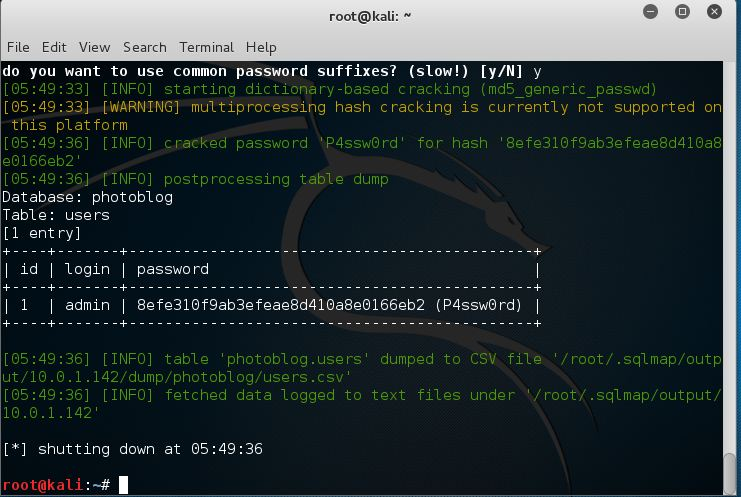 root@kali: ~
File Edit View Search Terminal Help
do you want to use common password suffixes? (slow!) [y/N] y
[05:49:33] [INFO] starting dictionary-based cracking (md5_generic_passwd)
[05:49:33] [WARNING] multiprocessing hash cracking is currently not supported on
 this platform
[05:49:36] [INFO] cracked password 'P4ssw0rd' for hash '8efe310f9ab3efeae8d410a8
e0166eb2'
[05:49:36] [INFO] postprocessing table dump
Database: photoblog
Table: users
[1 entry]
+----+-------+---------------------------------------------+
| id | login | password                                    |
+----+-------+---------------------------------------------+
| 1  | admin | 8efe310f9ab3efeae8d410a8e0166eb2 (P4ssw0rd) |
+----+-------+---------------------------------------------+
[05:49:36] [INFO] table 'photoblog.users' dumped to CSV file '/root/.sqlmap/outp
ut/10.0.1.142/dump/photoblog/users.csv'
[05:49:36] [INFO] fetched data logged to text files under '/root/.sqlmap/output/
10.0.1.142'
[*] shutting down at 05:49:36
root@kali:~#